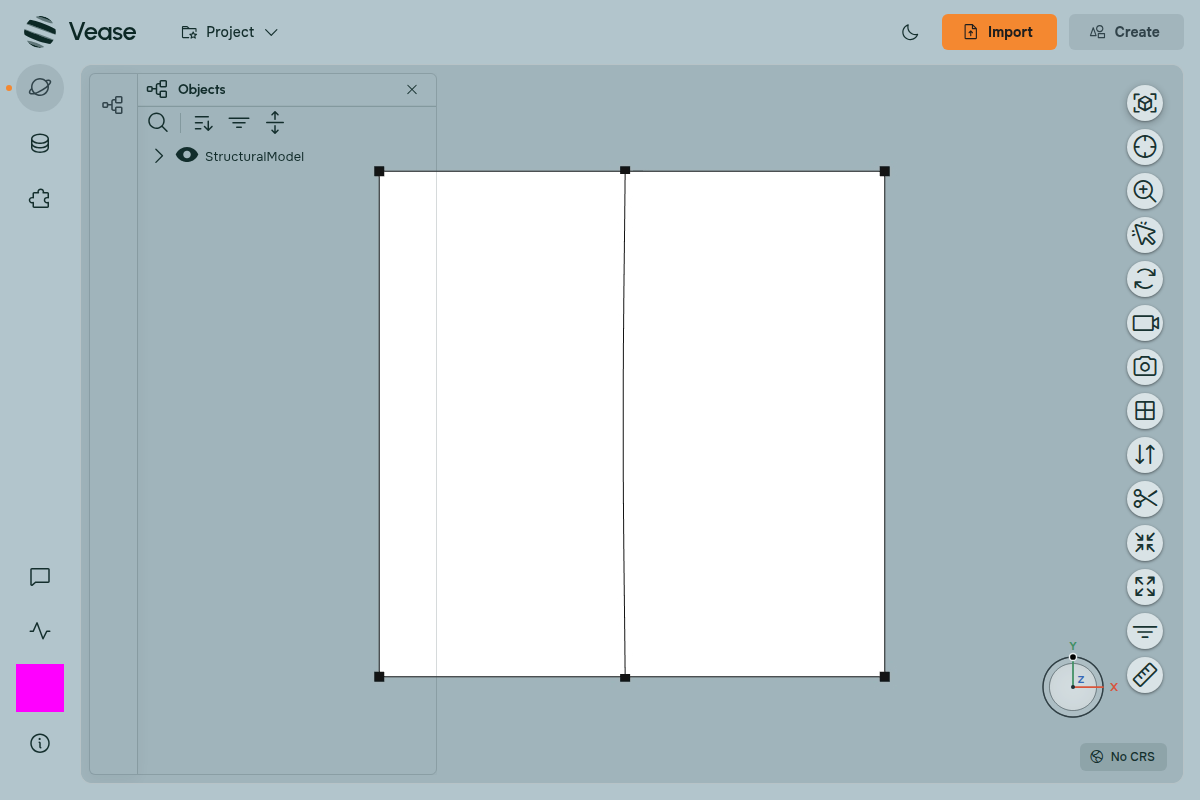 Vease
Project
Import
Create
Objects
StructuralModel
Y
Z
X
No CRS